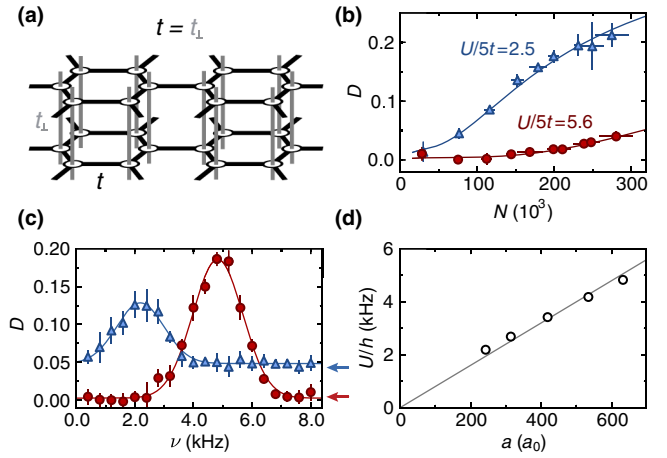 (a)
t = t⊥
t⊥
t
(b)
D
0.2
0.1
0.0
U/5t=2.5
U/5t=5.6
0
100
200
300
N (10³)
(c)
D
0.20
0.15
0.10
0.05
0.00
0.0
2.0
4.0
6.0
8.0
ν (kHz)
(d)
U/h (kHz)
6
4
2
0
0
200
400
600
a (a₀)